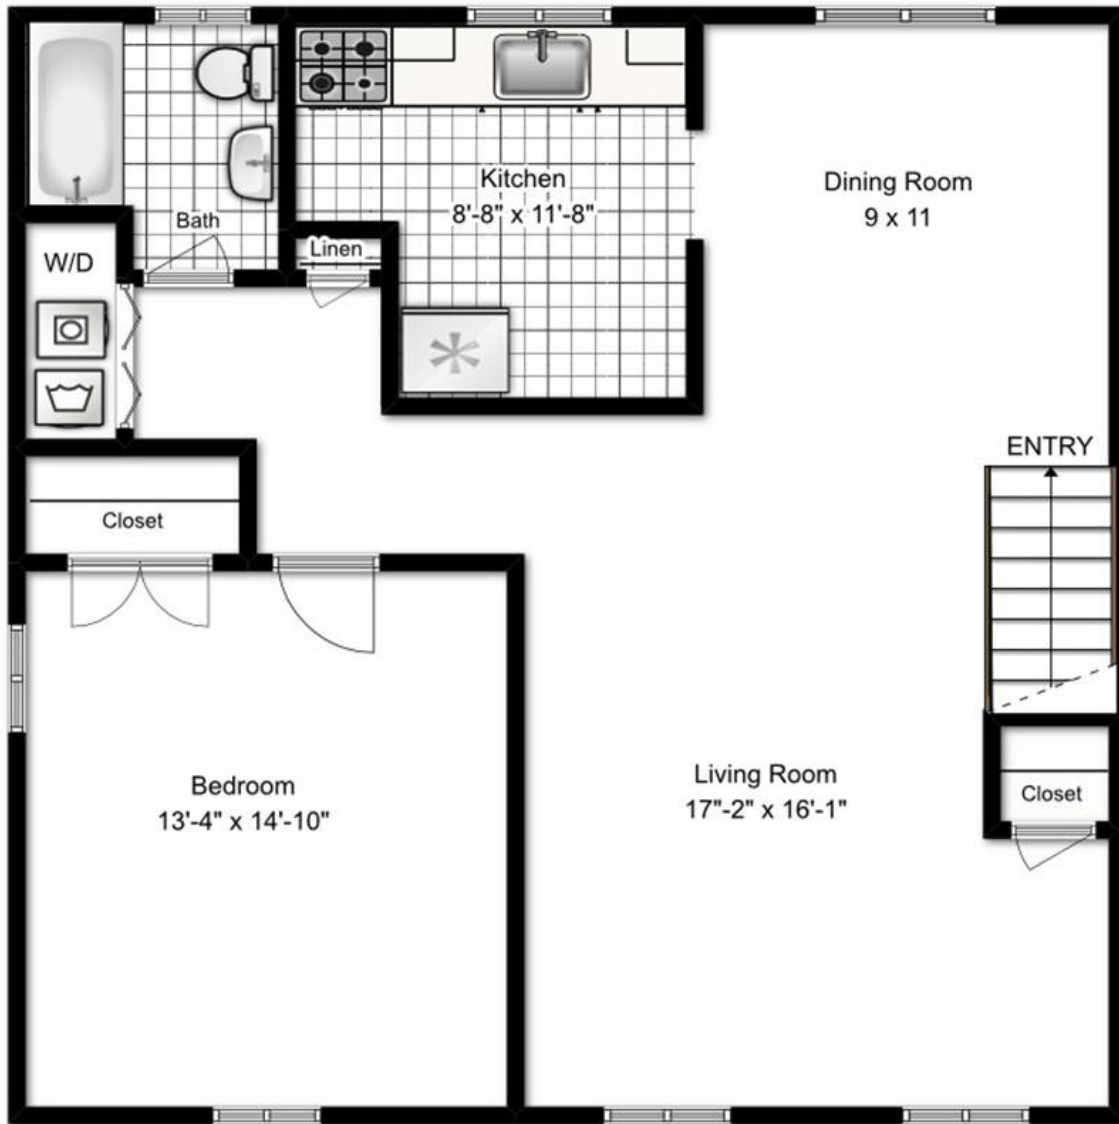 Kitchen
8'-8" x 11'-8"
Dining Room
9 x 11
Bath
Linen
W/D
ENTRY
Closet
Bedroom
13'-4" x 14'-10"
Living Room
17"-2" x 16'-1"
Closet